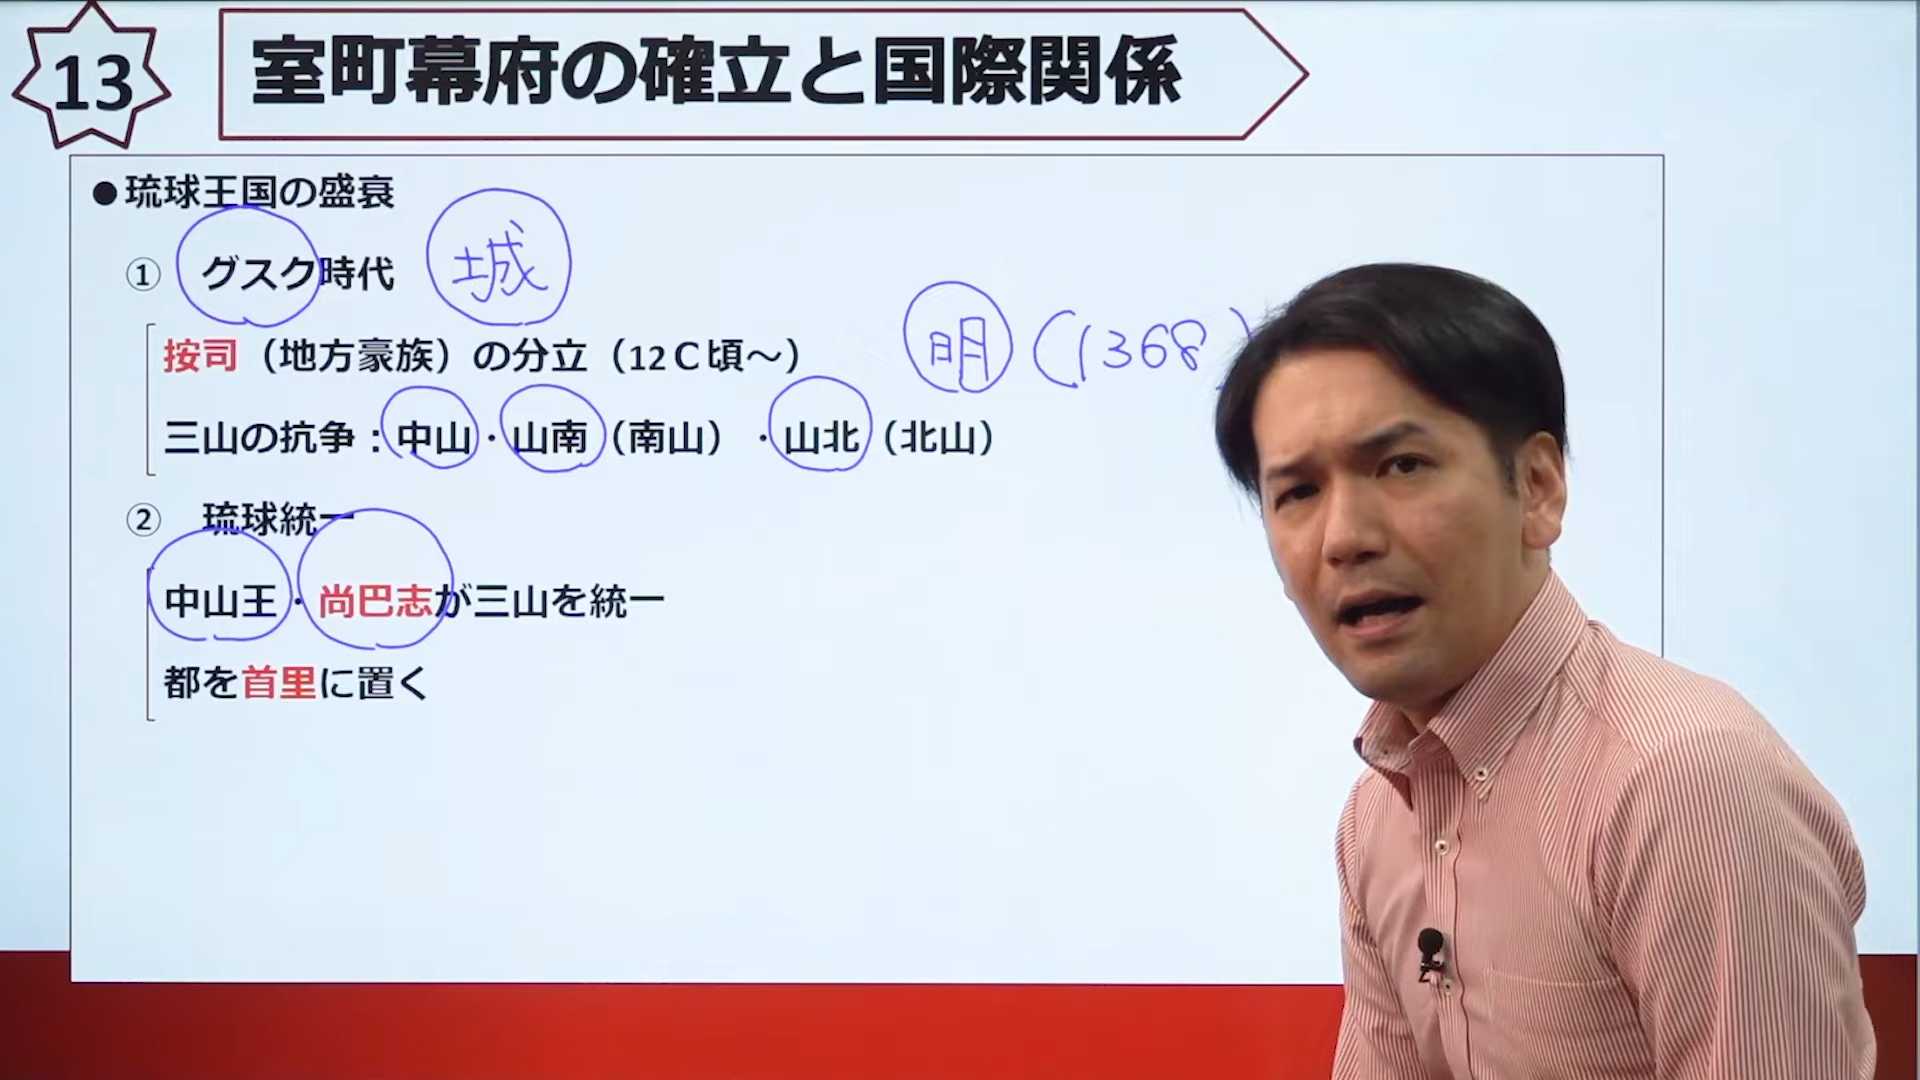 13
室町幕府の確立と国際関係
●琉球王国の盛衰
① グスク時代 城
按司（地方豪族）の分立（12C頃～） 明（1368）
三山の抗争：中山・山南（南山）・山北（北山）
② 琉球統一
中山王・尚巴志が三山を統一
都を首里に置く